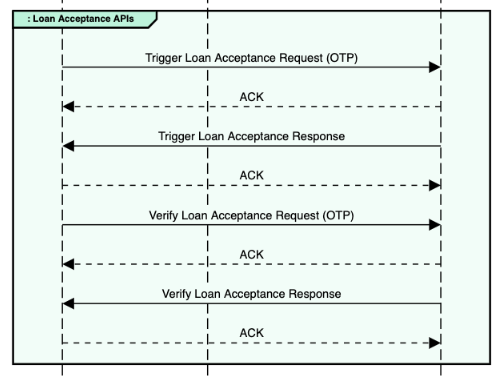 : Loan Acceptance APIs
Trigger Loan Acceptance Request (OTP)
ACK
Trigger Loan Acceptance Response
ACK
Verify Loan Acceptance Request (OTP)
ACK
Verify Loan Acceptance Response
ACK